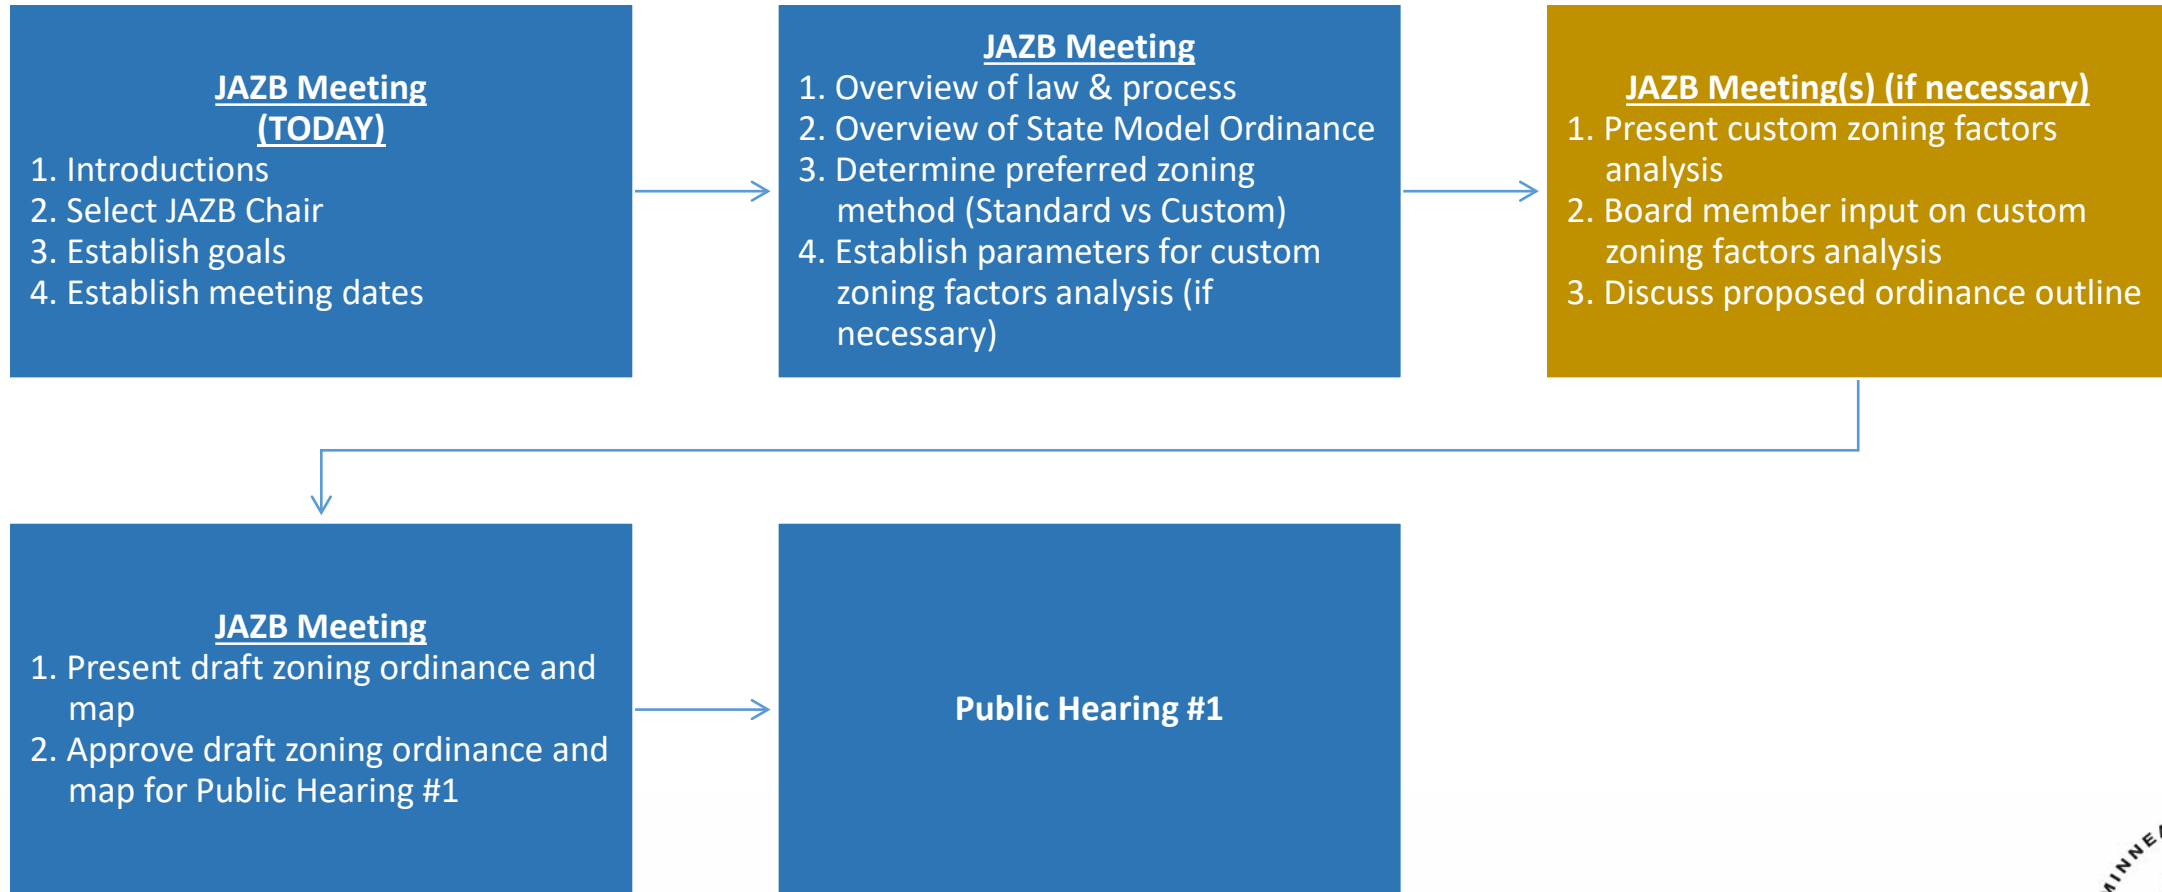 JAZB Meeting
(TODAY)
1. Introductions
2. Select JAZB Chair
3. Establish goals
4. Establish meeting dates
JAZB Meeting
1. Overview of law & process
2. Overview of State Model Ordinance
3. Determine preferred zoning
method (Standard vs Custom)
4. Establish parameters for custom
zoning factors analysis (if
necessary)
JAZB Meeting(s) (if necessary)
1. Present custom zoning factors
analysis
2. Board member input on custom
zoning factors analysis
3. Discuss proposed ordinance outline
JAZB Meeting
1. Present draft zoning ordinance and
map
2. Approve draft zoning ordinance and
map for Public Hearing #1
Public Hearing #1